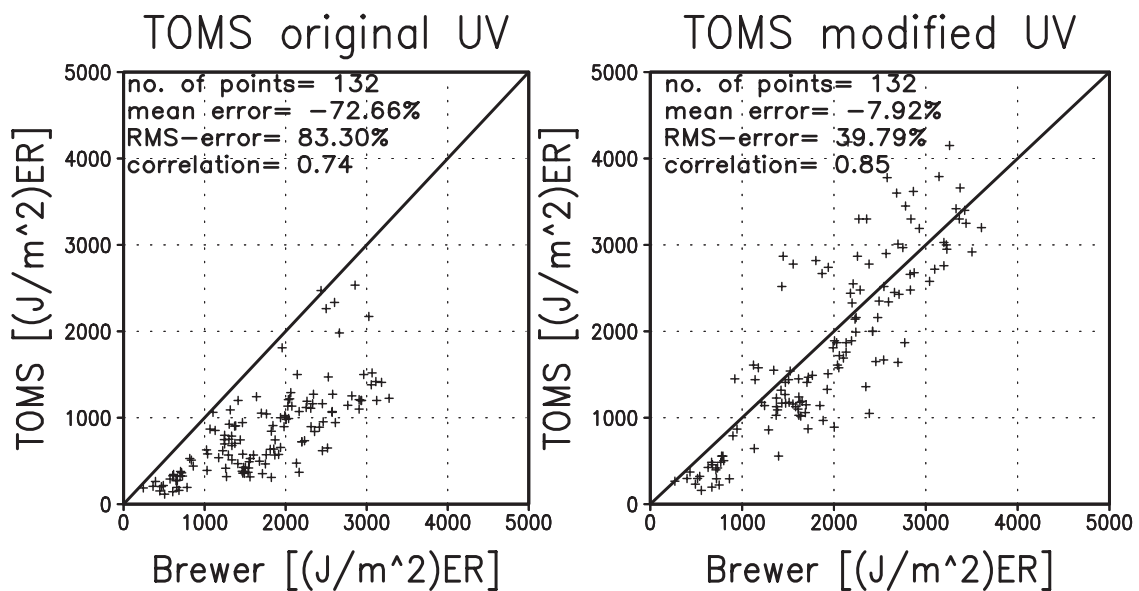 TOMS original UV
5000
no. of points= 132
mean error= −72.66%
RMS−error= 83.30%
correlation= 0.74
4000
3000
2000
1000
0
0 1000 2000 3000 4000 5000
TOMS [(J/m^2)ER]
Brewer [(J/m^2)ER]
TOMS modified UV
5000
no. of points= 132
mean error= −7.92%
RMS−error= 39.79%
correlation= 0.85
4000
3000
2000
1000
0
0 1000 2000 3000 4000 5000
TOMS [(J/m^2)ER]
Brewer [(J/m^2)ER]